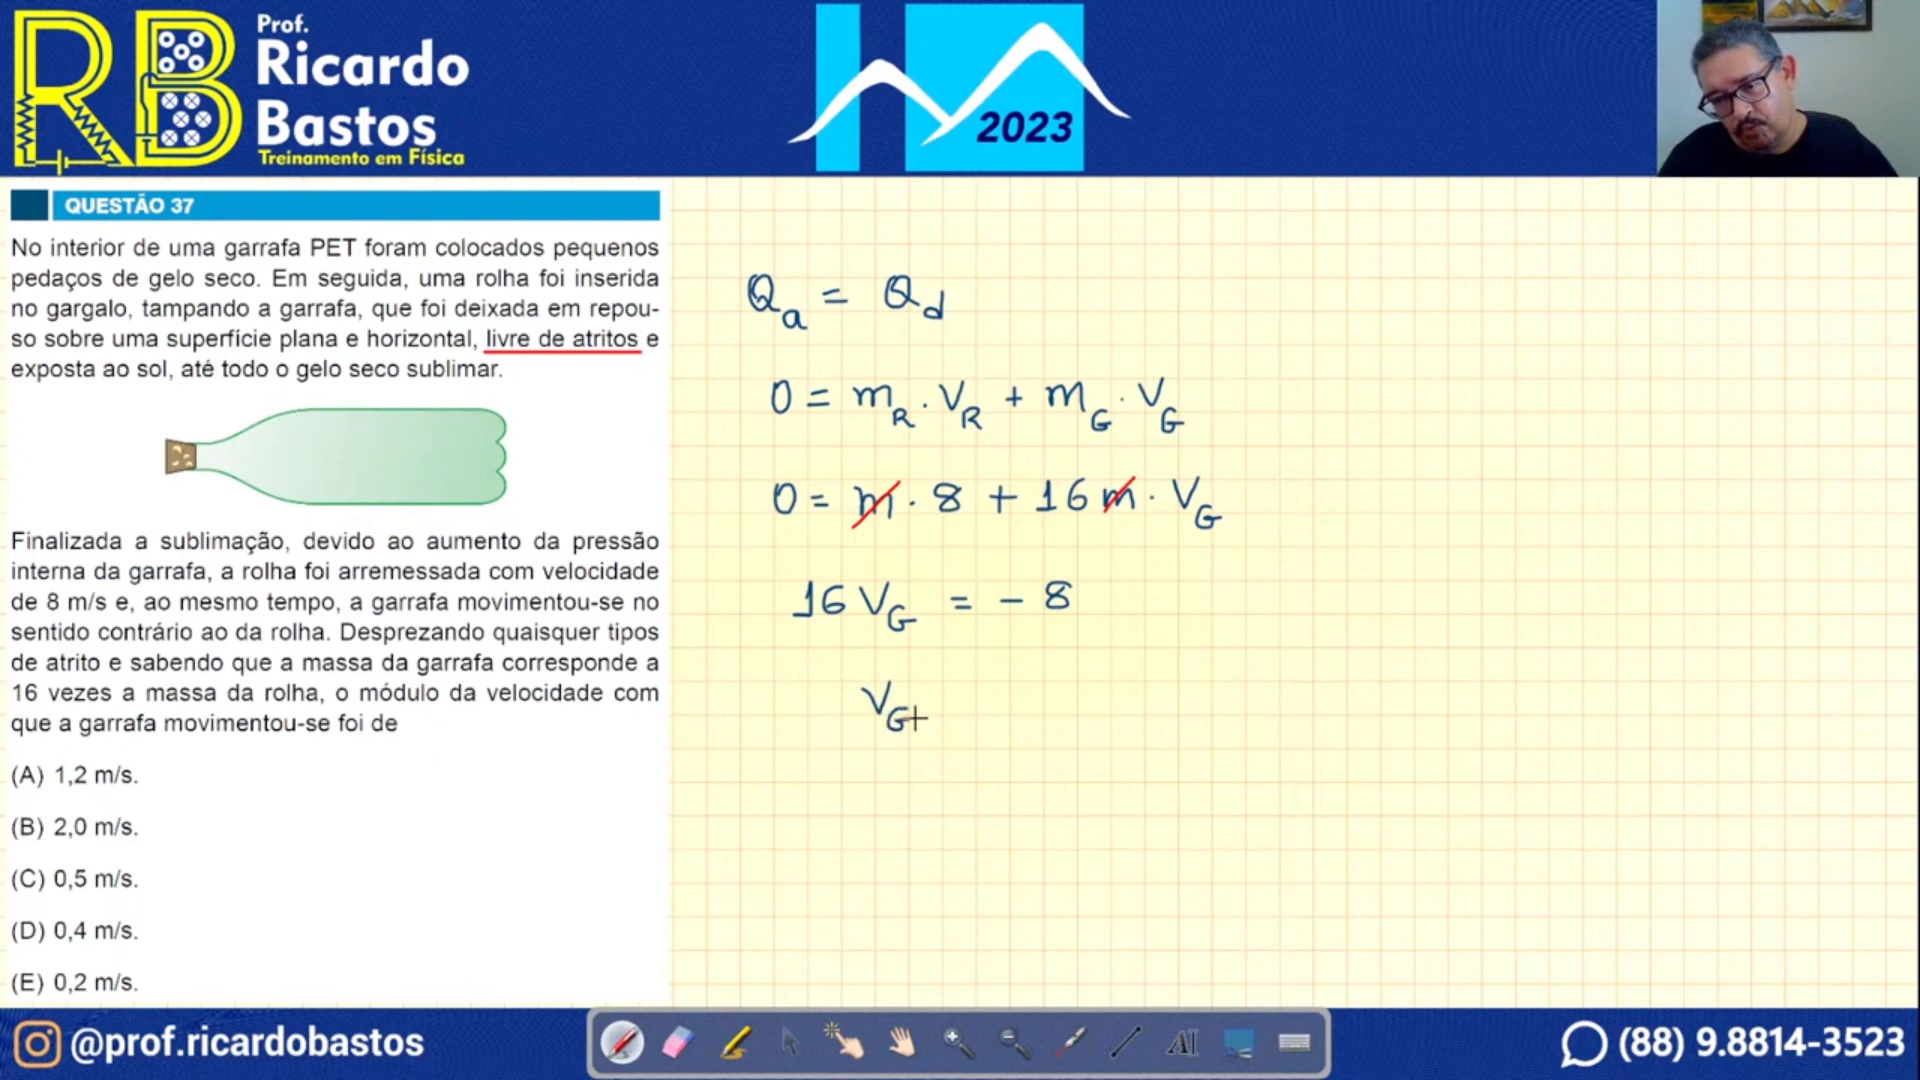 RB
Prof.
Ricardo
Bastos
Treinamento em Física
2023
QUESTÃO 37
No interior de uma garrafa PET foram colocados pequenos
pedaços de gelo seco. Em seguida, uma rolha foi inserida
no gargalo, tampando a garrafa, que foi deixada em repou-
so sobre uma superfície plana e horizontal, livre de atritos e
exposta ao sol, até todo o gelo seco sublimar.
Finalizada a sublimação, devido ao aumento da pressão
interna da garrafa, a rolha foi arremessada com velocidade
de 8 m/s e, ao mesmo tempo, a garrafa movimentou-se no
sentido contrário ao da rolha. Desprezando quaisquer tipos
de atrito e sabendo que a massa da garrafa corresponde a
16 vezes a massa da rolha, o módulo da velocidade com
que a garrafa movimentou-se foi de
(A) 1,2 m/s.
(B) 2,0 m/s.
(C) 0,5 m/s.
(D) 0,4 m/s.
(E) 0,2 m/s.
Qa = Qd
0 = mR . VR + mG . VG
0 = m . 8 + 16 m . VG
16 VG = - 8
VG
@prof.ricardobastos
AI
(88) 9.8814-3523